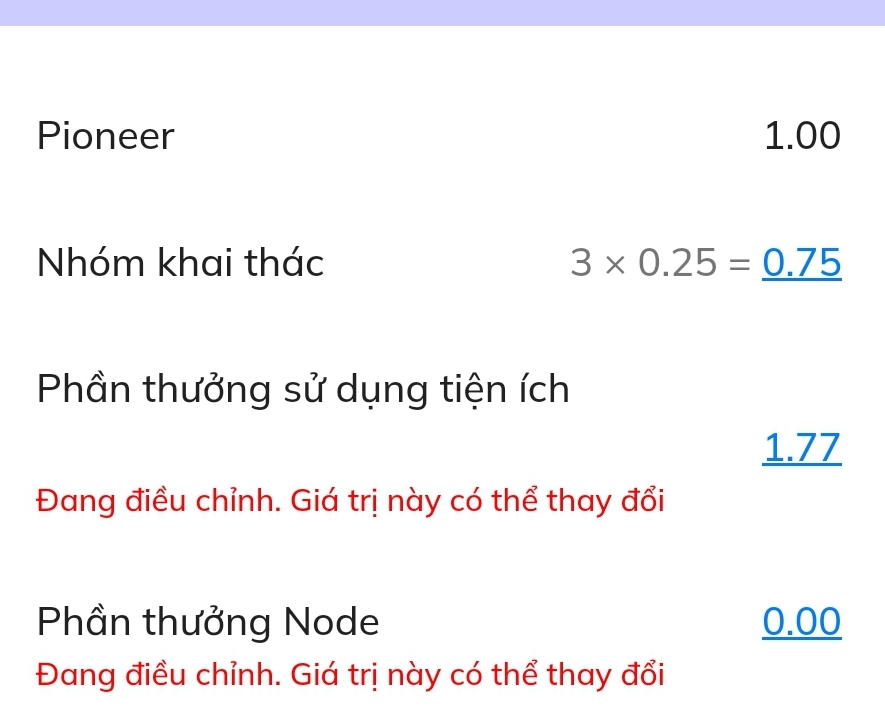 Pioneer 1.00
Nhóm khai thác 3 × 0.25 = 0.75
Phần thưởng sử dụng tiện ích
1.77
Đang điều chỉnh. Giá trị này có thể thay đổi
Phần thưởng Node 0.00
Đang điều chỉnh. Giá trị này có thể thay đổi